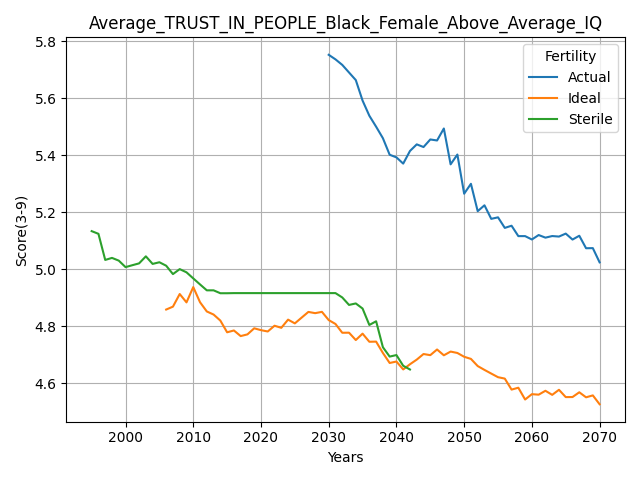 Average_TRUST_IN_PEOPLE_Black_Female_Above_Average_IQ
Fertility
Actual
Ideal
Sterile
Score(3-9)
5.8
5.6
5.4
5.2
5.0
4.8
4.6
2000 2010 2020 2030 2040 2050 2060 2070
Years